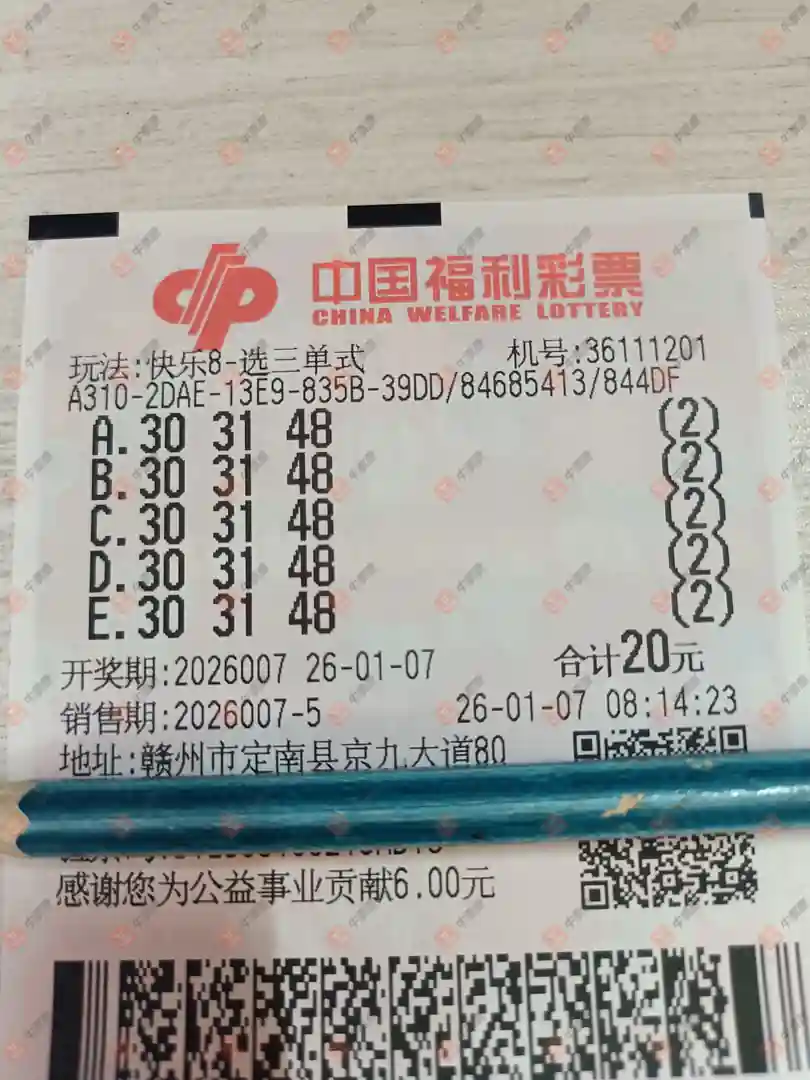 中国福利彩票
CHINA WELFARE LOTTERY
玩法:快乐8-选三单式 机号:36111201
A310-2DAE-13E9-835B-39DD/84685413/844DF
A.30 31 48 (2)
B.30 31 48 (2)
C.30 31 48 (2)
D.30 31 48 (2)
E.30 31 48 (2)
开奖期:2026007 26-01-07 合计20元
销售期:2026007-5 26-01-07 08:14:23
地址:赣州市定南县京九大道80
感谢您为公益事业贡献6.00元